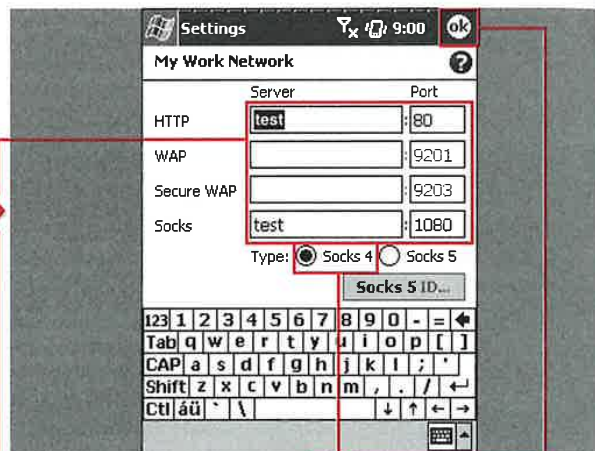 Settings 9:00 ok
My Work Network ?
Server Port
HTTP test : 80
WAP : 9201
Secure WAP : 9203
Socks test : 1080
Type: Socks 4 Socks 5
Socks 5 ID...
123 1 2 3 4 5 6 7 8 9 0 - =
Tab q w e r t y u i o p [ ]
CAP a s d f g h j k l ; '
Shift z x c v b n m , . /
Ctl áü ` \